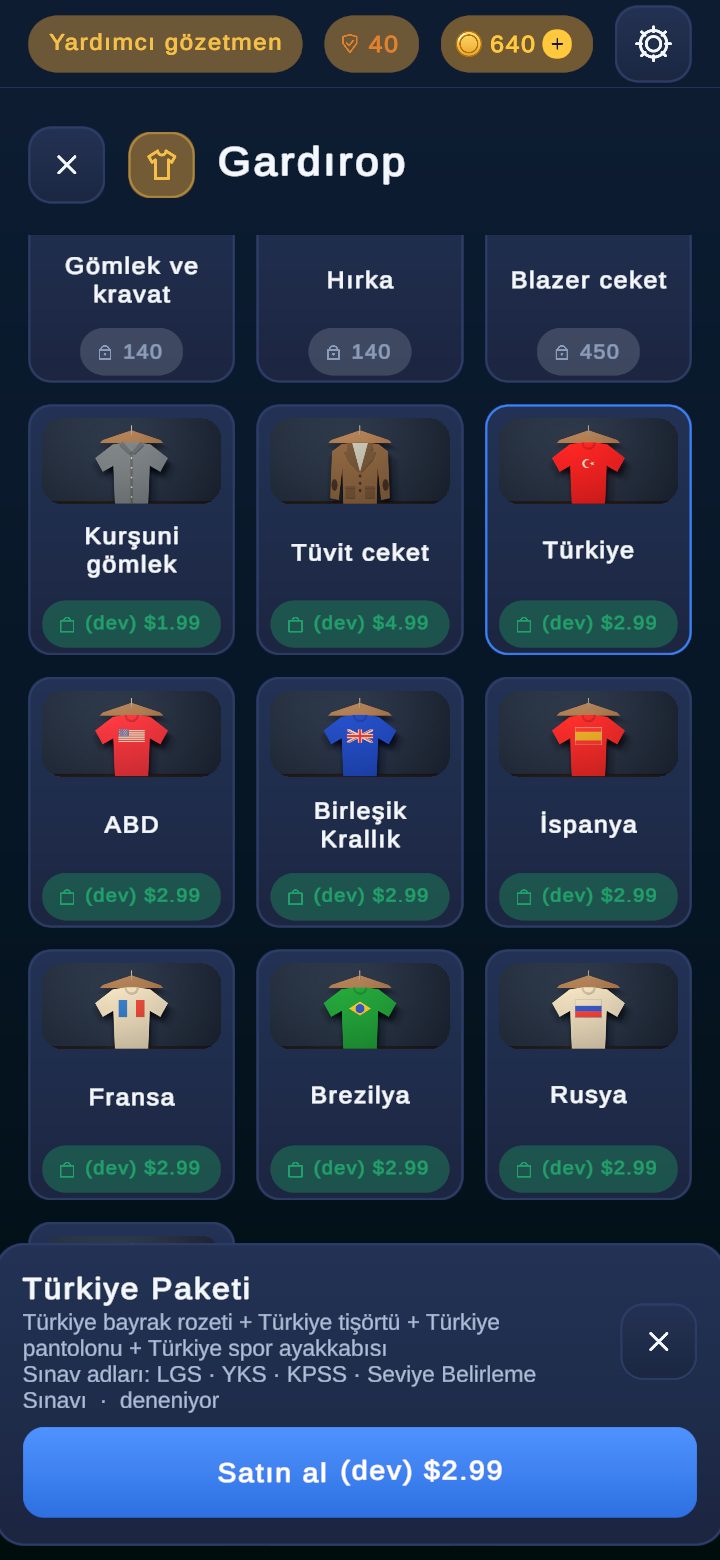 Yardımcı gözetmen
40
640 +
Gardırop
Gömlek ve
kravat
140
Hırka
140
Blazer ceket
450
Kurşuni
gömlek
(dev) $1.99
Tüvit ceket
(dev) $4.99
Türkiye
(dev) $2.99
ABD
(dev) $2.99
Birleşik
Krallık
(dev) $2.99
İspanya
(dev) $2.99
Fransa
(dev) $2.99
Brezilya
(dev) $2.99
Rusya
(dev) $2.99
Türkiye Paketi
Türkiye bayrak rozeti + Türkiye tişörtü + Türkiye
pantolonu + Türkiye spor ayakkabısı
Sınav adları: LGS · YKS · KPSS · Seviye Belirleme
Sınavı · deneniyor
Satın al (dev) $2.99